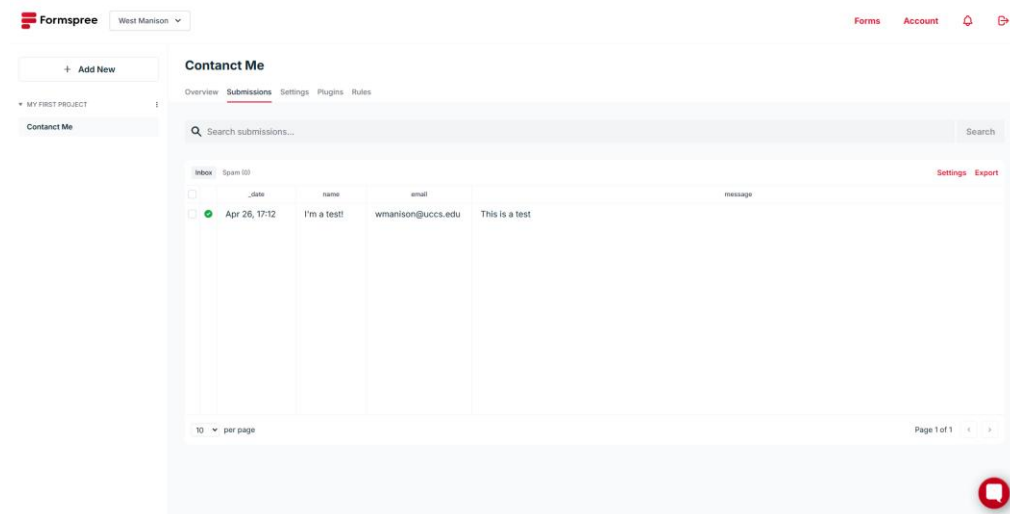 Formspree West Manison Forms Account
+ Add New
MY FIRST PROJECT
Contanct Me
Contanct Me
Overview Submissions Settings Plugins Rules
Search submissions... Search
Inbox Spam (0) Settings Export
_date name email message
Apr 26, 17:12 I'm a test! wmanison@uccs.edu This is a test
10 per page Page 1 of 1